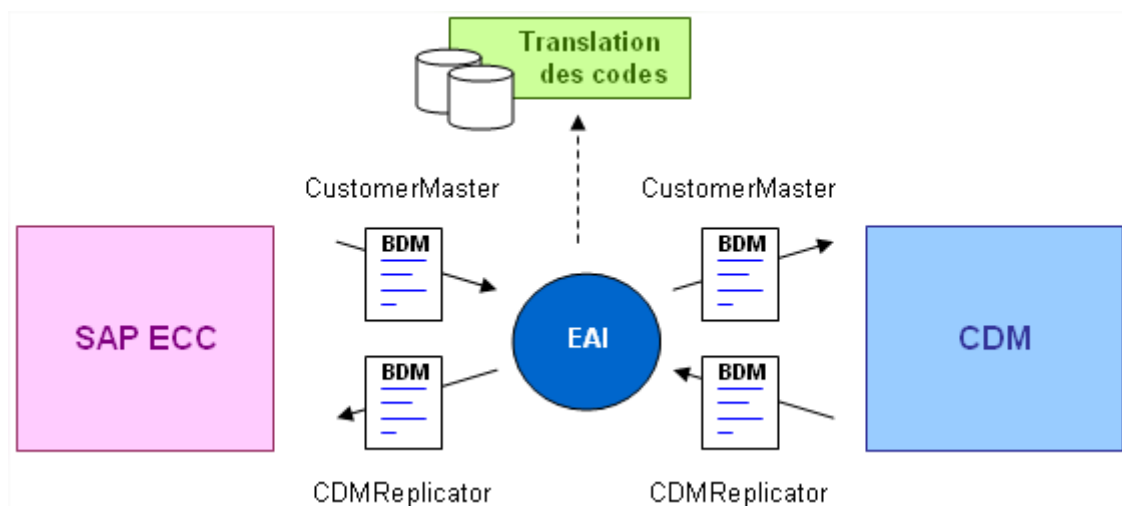 Translation
des codes
CustomerMaster
CustomerMaster
BDM
BDM
SAP ECC
EAI
CDM
BDM
BDM
CDMReplicator
CDMReplicator